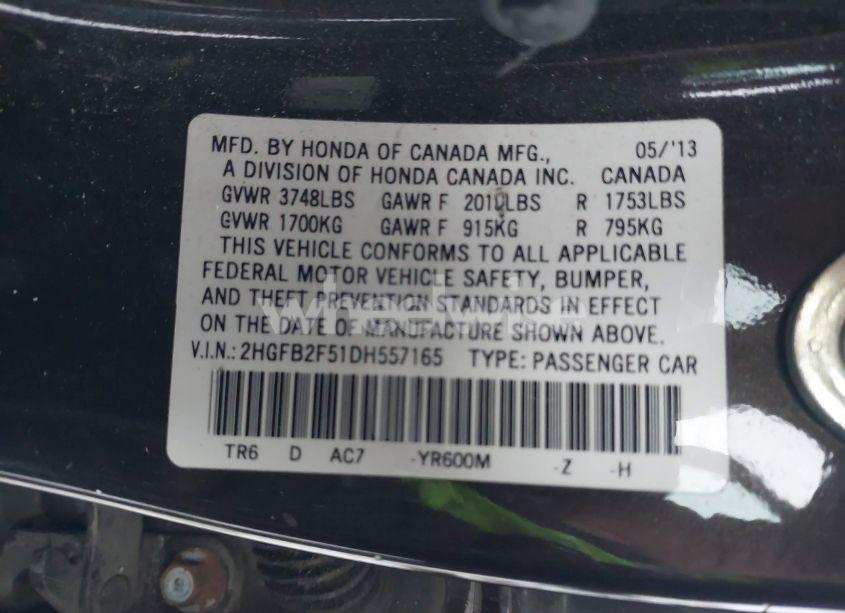 MFD. BY HONDA OF CANADA MFG., 05/'13
A DIVISION OF HONDA CANADA INC. CANADA
GVWR 3748LBS GAWR F 2017LBS R 1753LBS
GVWR 1700KG GAWR F 915KG R 795KG
THIS VEHICLE CONFORMS TO ALL APPLICABLE
FEDERAL MOTOR VEHICLE SAFETY, BUMPER,
AND THEFT PREVENTION STANDARDS IN EFFECT
ON THE DATE OF MANUFACTURE SHOWN ABOVE.
V.I.N.: 2HGFB2F51DH557165 TYPE: PASSENGER CAR
TR6 D AC7 -YR600M -Z -H